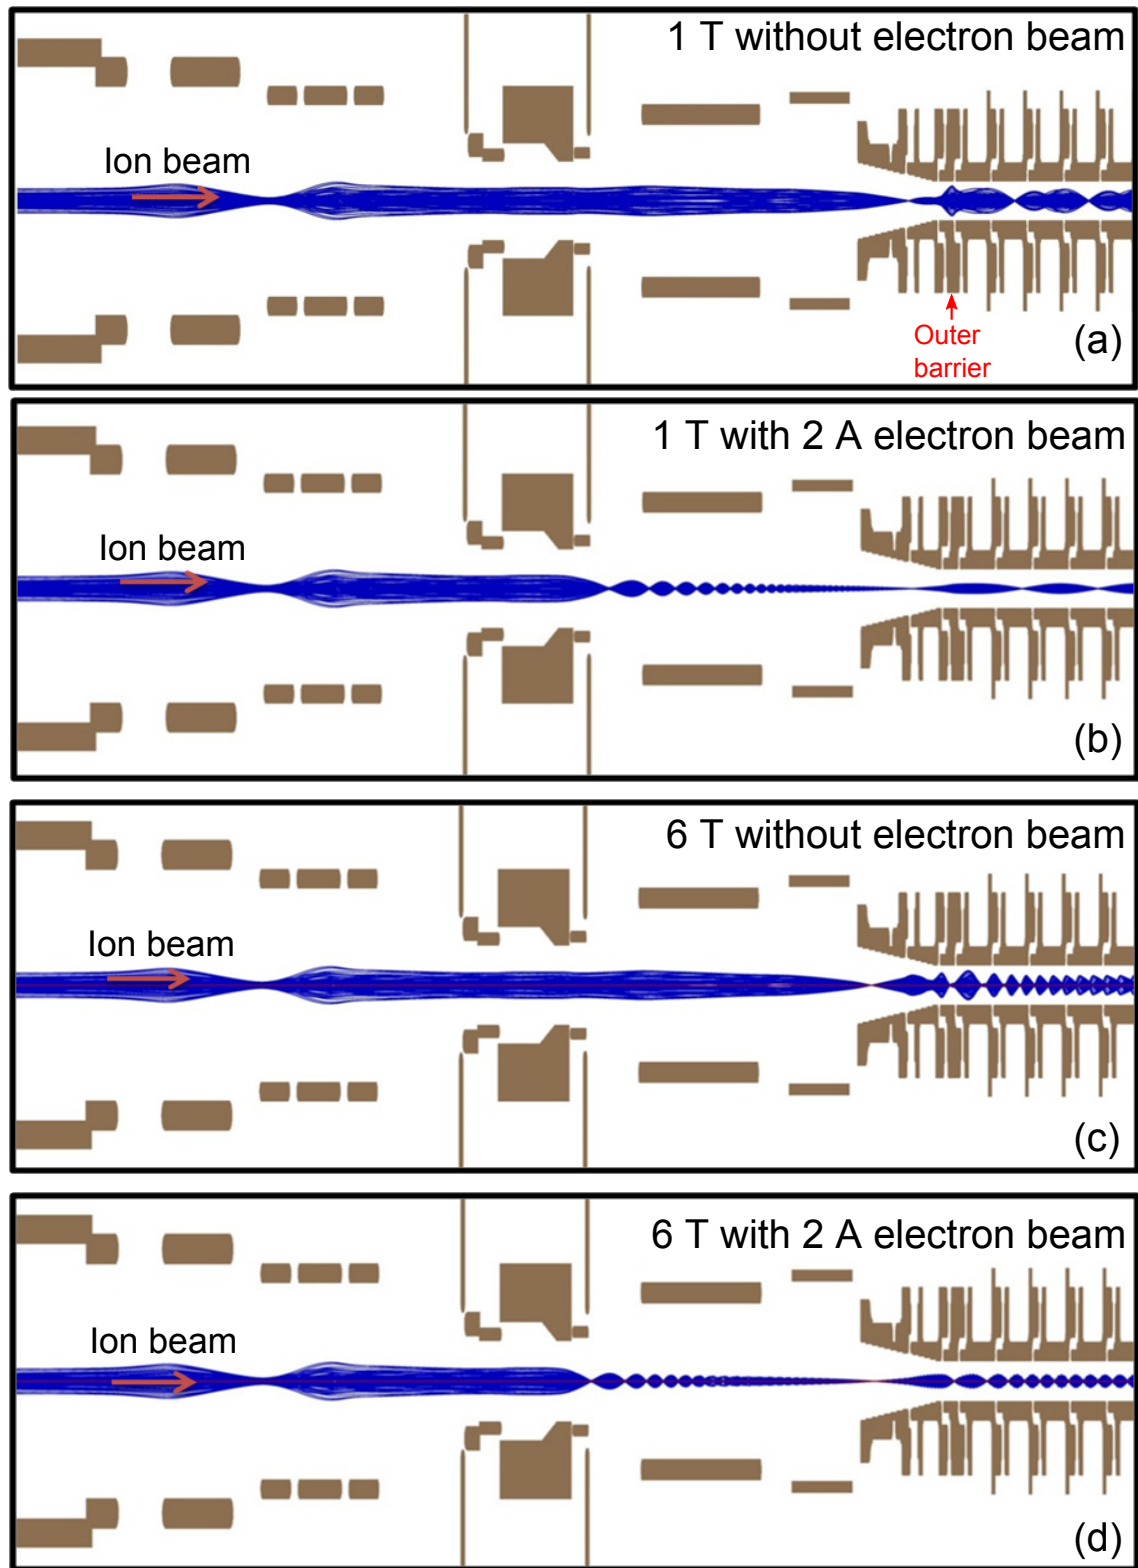 1 T without electron beam
Ion beam
Outer
barrier
(a)
1 T with 2 A electron beam
Ion beam
(b)
6 T without electron beam
Ion beam
(c)
6 T with 2 A electron beam
Ion beam
(d)